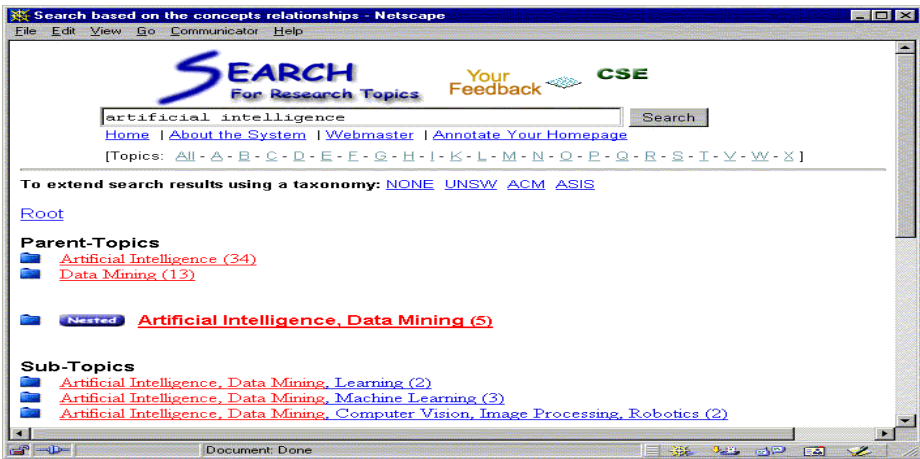 Search based on the concepts relationships - Netscape
File Edit View Go Communicator Help
SEARCH
For Research Topics
Your Feedback
CSE
artificial intelligence
Search
Home | About the System | Webmaster | Annotate Your Homepage
[Topics: All - A - B - C - D - E - F - G - H - I - K - L - M - N - O - P - Q - R - S - T - V - W - X ]
To extend search results using a taxonomy: NONE UNSW ACM ASIS
Root
Parent-Topics
Artificial Intelligence (34)
Data Mining (13)
Nested Artificial Intelligence, Data Mining (5)
Sub-Topics
Artificial Intelligence, Data Mining, Learning (2)
Artificial Intelligence, Data Mining, Machine Learning (3)
Artificial Intelligence, Data Mining, Computer Vision, Image Processing, Robotics (2)
Document: Done